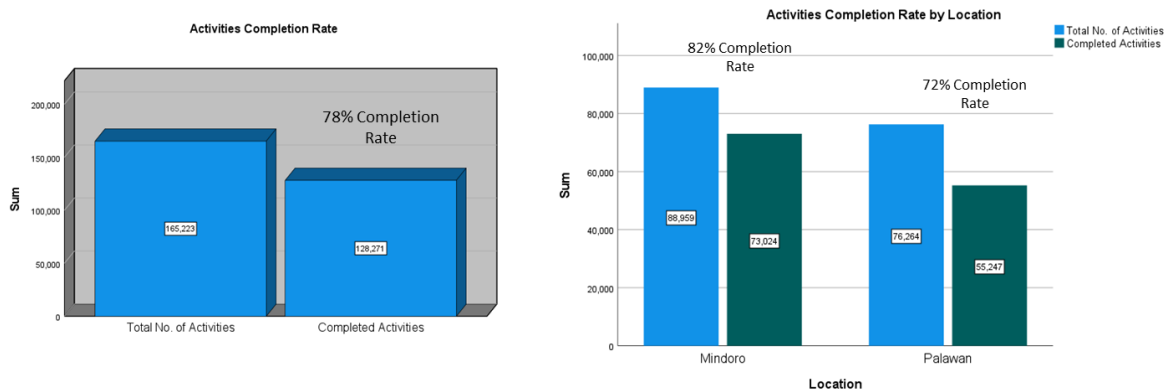 Activities Completion Rate
78% Completion
Rate
Sum
200,000
150,000
100,000
50,000
0
165,223
128,271
Total No. of Activities
Completed Activities
Activities Completion Rate by Location
Total No. of Activities
Completed Activities
82% Completion
Rate
72% Completion
Rate
Sum
100,000
80,000
60,000
40,000
20,000
0
88,959
73,024
76,264
55,247
Mindoro
Palawan
Location